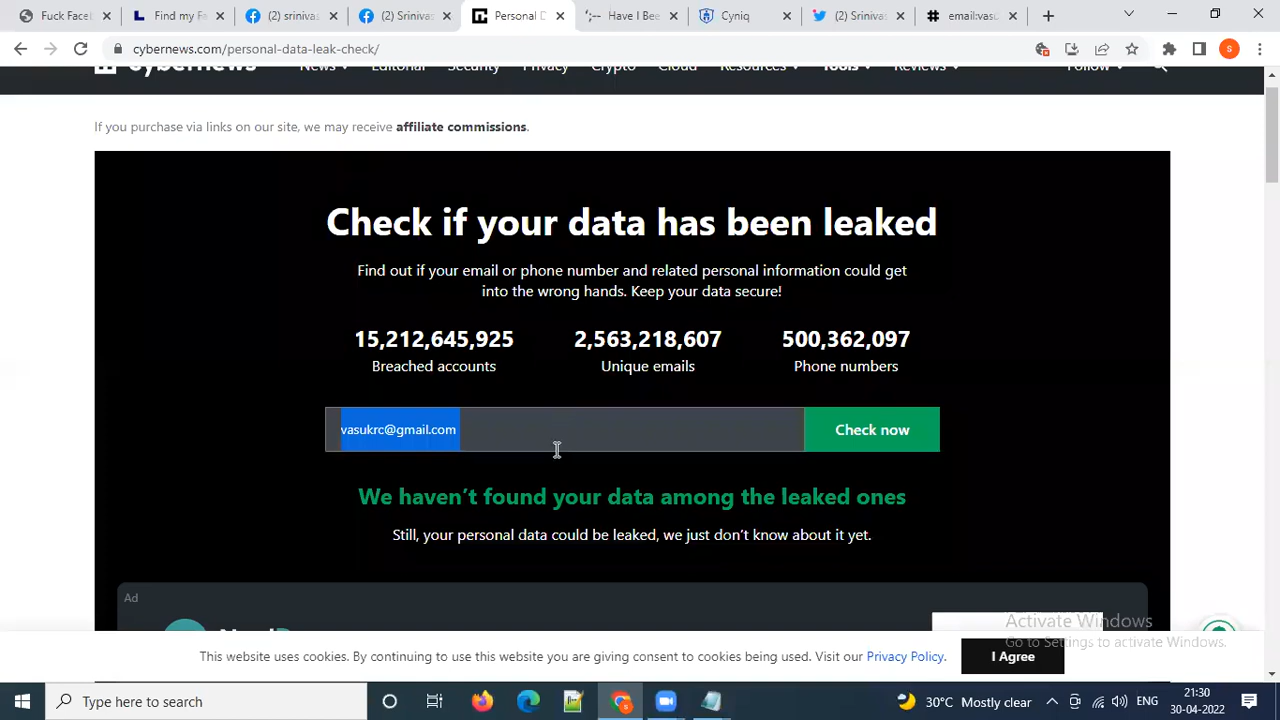 Fuck Faceb
Find my Fa
(2) srinivas
(2) Srinivas
Personal D
Have I Bee
Cyniq
(2) Srinivas
email:vasu
cybernews.com/personal-data-leak-check/
cybernews News Editorial Security Privacy Crypto Cloud Resources Tools Reviews Follow
If you purchase via links on our site, we may receive affiliate commissions.
Check if your data has been leaked
Find out if your email or phone number and related personal information could get
into the wrong hands. Keep your data secure!
15,212,645,925 2,563,218,607 500,362,097
Breached accounts Unique emails Phone numbers
vasukrc@gmail.com Check now
We haven't found your data among the leaked ones
Still, your personal data could be leaked, we just don't know about it yet.
Ad
Activate Windows
Go to Settings to activate Windows.
This website uses cookies. By continuing to use this website you are giving consent to cookies being used. Visit our Privacy Policy. I Agree
Type here to search
30°C Mostly clear
ENG
21:30
30-04-2022